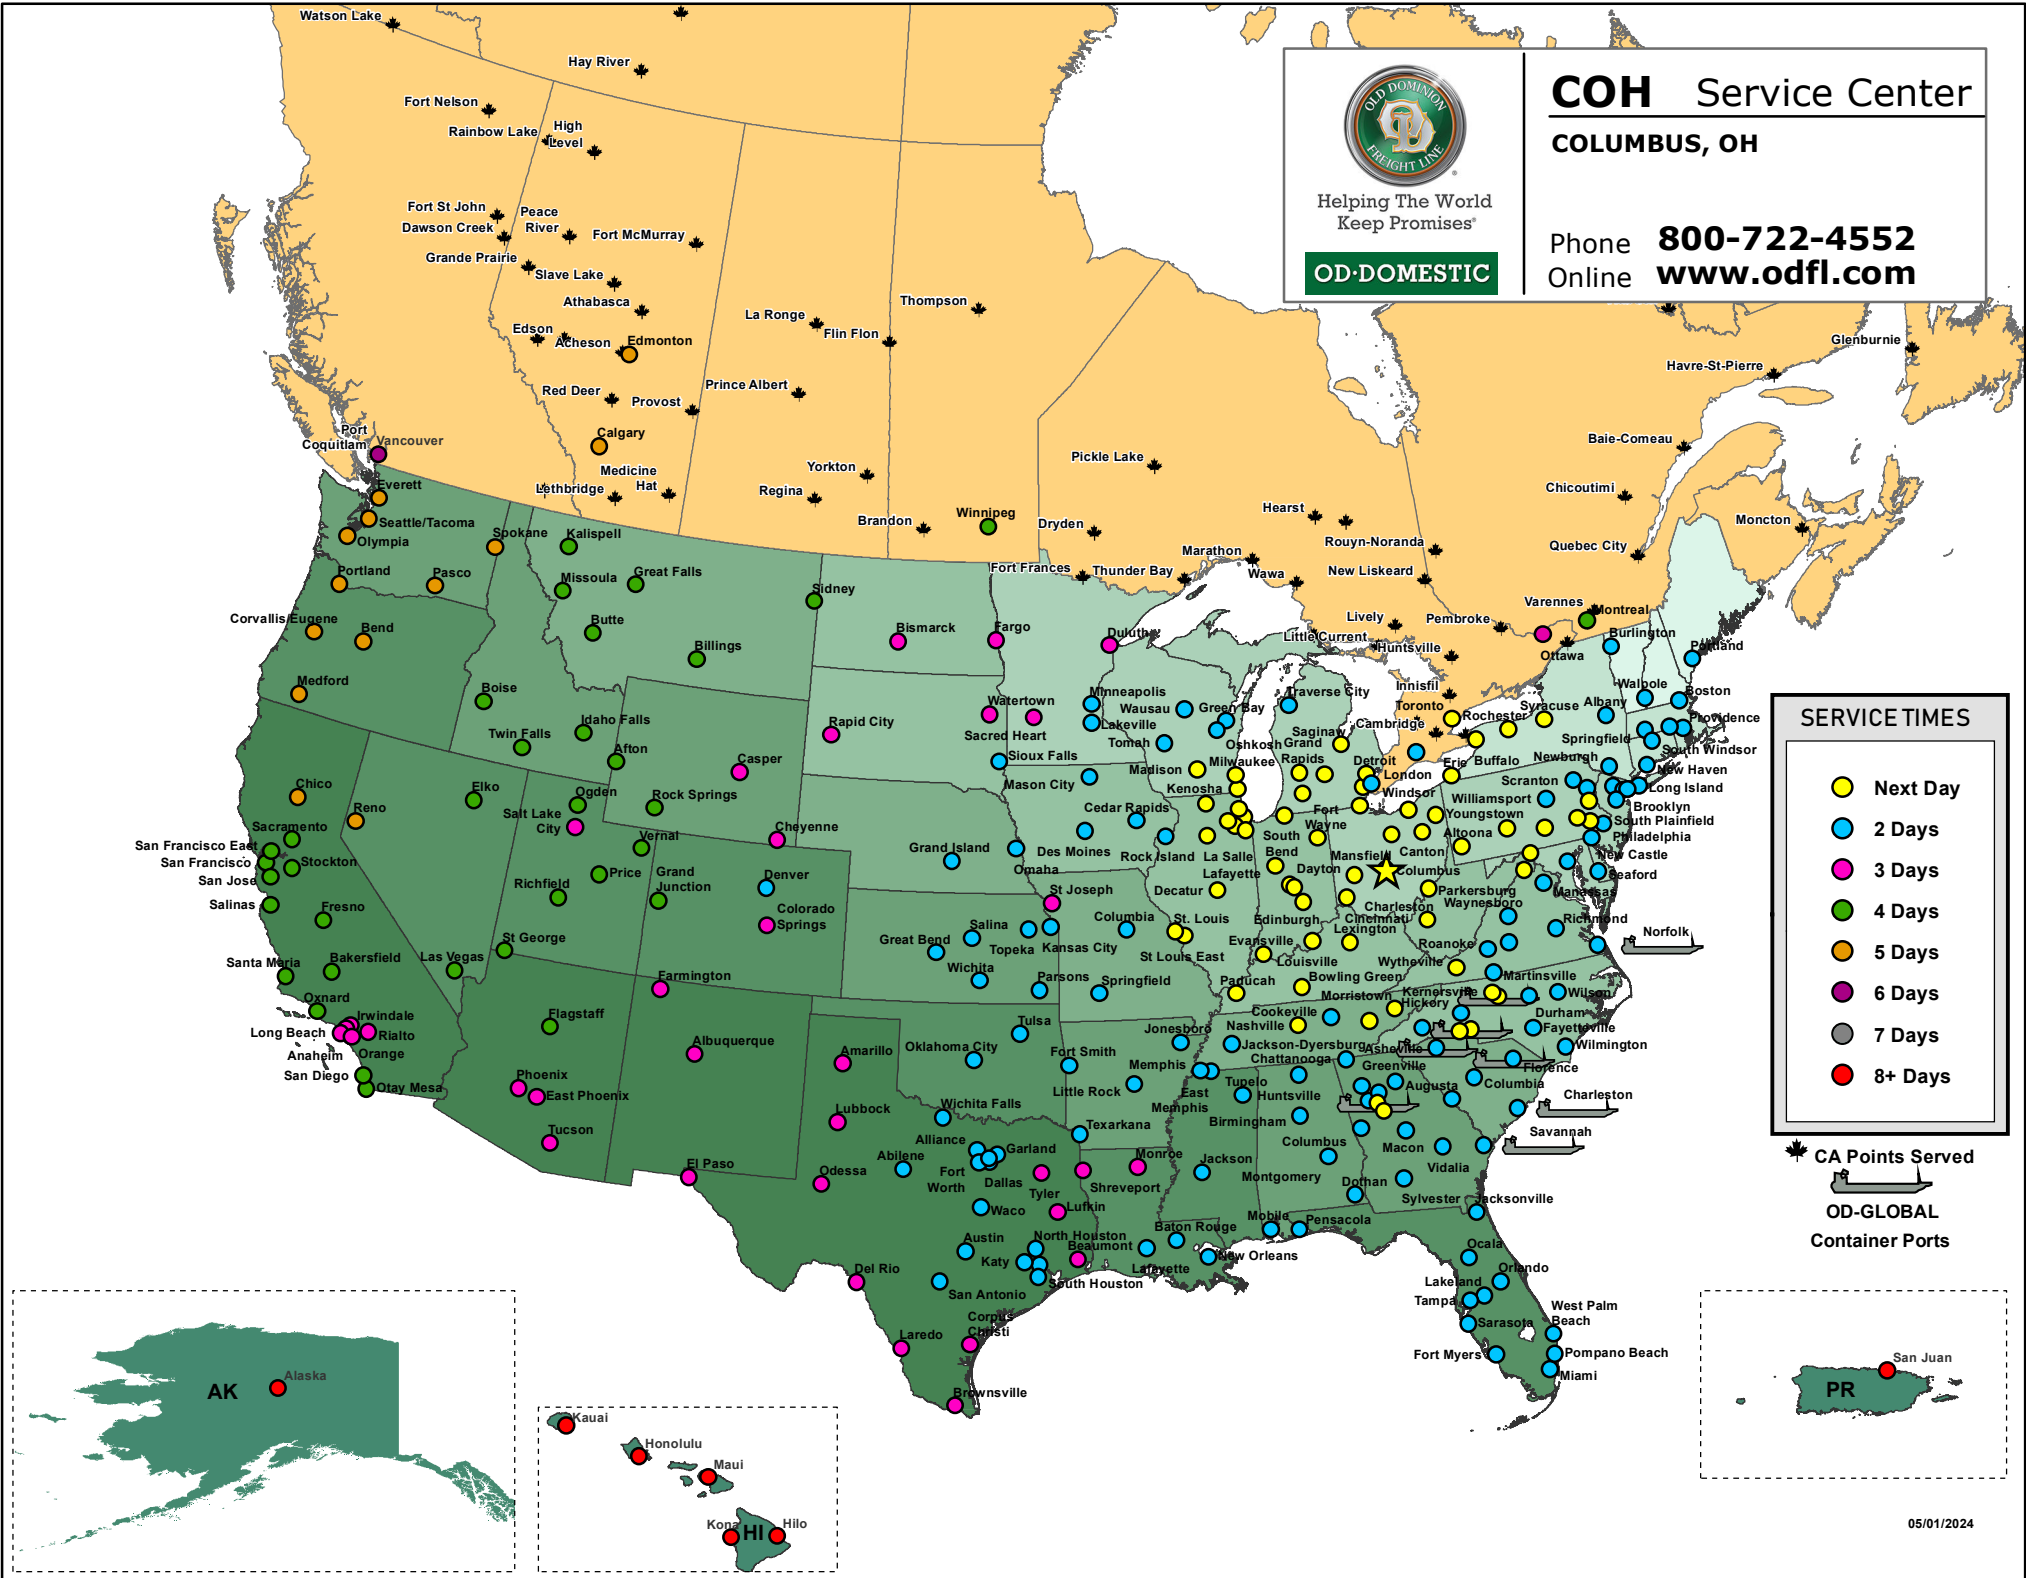 Watson Lake
Hay River
Fort Nelson
Rainbow Lake
High
Level
Fort St John
Dawson Creek
Peace
River
Fort McMurray
Grande Prairie
Slave Lake
Athabasca
Edson
Acheson
Edmonton
La Ronge
Flin Flon
Thompson
Red Deer
Provost
Prince Albert
Port
Coquitlam
Vancouver
Calgary
Medicine
Hat
Lethbridge
Yorkton
Regina
Brandon
Winnipeg
Dryden
Pickle Lake
Fort Frances
Thunder Bay
Marathon
Wawa
Hearst
Rouyn-Noranda
New Liskeard
Lively
Little Current
Pembroke
Huntsville
Innisfil
Toronto
Cambridge
Ottawa
Varennes
Montreal
Quebec City
Chicoutimi
Baie-Comeau
Havre-St-Pierre
Glenburnie
Moncton
London
Windsor
OLD DOMINION
FREIGHT LINE
Helping The World
Keep Promises®
OD·DOMESTIC
COH Service Center
COLUMBUS, OH
Phone 800-722-4552
Online www.odfl.com
Everett
Seattle/Tacoma
Olympia
Spokane
Portland
Pasco
Corvallis/Eugene
Bend
Medford
Kalispell
Missoula
Great Falls
Butte
Billings
Sidney
Boise
Idaho Falls
Twin Falls
Afton
Casper
Rock Springs
Cheyenne
Chico
Reno
Elko
Ogden
Salt Lake
City
Vernal
Sacramento
San Francisco East
San Francisco
Stockton
San Jose
Salinas
Fresno
Richfield
Price
Grand
Junction
Denver
Colorado
Springs
Santa Maria
Bakersfield
Las Vegas
St George
Oxnard
Irwindale
Long Beach
Rialto
Anaheim
Orange
San Diego
Otay Mesa
Farmington
Flagstaff
Albuquerque
Phoenix
East Phoenix
Tucson
El Paso
Bismarck
Fargo
Duluth
Watertown
Rapid City
Sacred Heart
Sioux Falls
Minneapolis
Lakeville
Wausau
Green Bay
Tomah
Oshkosh
Madison
Milwaukee
Kenosha
Mason City
Cedar Rapids
Des Moines
Rock Island
Grand Island
Omaha
St Joseph
Columbia
Salina
Topeka
Kansas City
Great Bend
Wichita
Parsons
Springfield
St. Louis
St Louis East
Traverse City
Saginaw
Grand
Rapids
Detroit
La Salle
South
Bend
Fort
Wayne
Lafayette
Decatur
Dayton
Mansfield
Columbus
Canton
Youngstown
Edinburgh
Cincinnati
Evansville
Louisville
Lexington
Paducah
Bowling Green
Charleston
Parkersburg
Erie
Buffalo
Rochester
Syracuse
Albany
Burlington
Portland
Walpole
Boston
Providence
Springfield
South Windsor
Newburgh
New Haven
Scranton
Long Island
Williamsport
Brooklyn
South Plainfield
Altoona
Philadelphia
New Castle
Seaford
Manassas
Waynesboro
Richmond
Roanoke
Norfolk
Wytheville
Martinsville
Kernersville
Wilson
Durham
Hickory
Morristown
Fayetteville
Asheville
Wilmington
Cookeville
Nashville
Jackson-Dyersburg
Chattanooga
Greenville
Florence
Columbia
Augusta
Charleston
Savannah
Jonesboro
Memphis
East
Memphis
Tupelo
Huntsville
Birmingham
Columbus
Macon
Vidalia
Montgomery
Dothan
Sylvester
Jacksonville
Tulsa
Oklahoma City
Fort Smith
Little Rock
Amarillo
Lubbock
Wichita Falls
Texarkana
Alliance
Garland
Abilene
Fort
Worth
Dallas
Tyler
Shreveport
Monroe
Jackson
Odessa
Waco
Lufkin
Austin
North Houston
Beaumont
Katy
South Houston
San Antonio
Del Rio
Corpus
Christi
Laredo
Brownsville
Baton Rouge
Lafayette
New Orleans
Mobile
Pensacola
Ocala
Orlando
Lakeland
Tampa
Sarasota
West Palm
Beach
Fort Myers
Pompano Beach
Miami
SERVICE TIMES
Next Day
2 Days
3 Days
4 Days
5 Days
6 Days
7 Days
8+ Days
CA Points Served
OD-GLOBAL
Container Ports
AK
Alaska
Kauai
Honolulu
Maui
Kona
HI
Hilo
San Juan
PR
05/01/2024